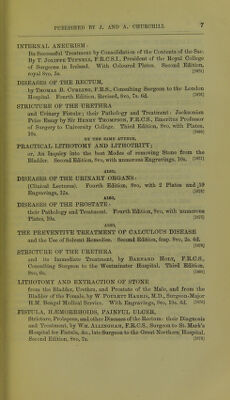 PUBLISHED BY J. AND A. CHURCHILL 7
INTERNAL ANEURISM:
Its Successful Treatment by Consolidation of the Contents of the Sac.
By T. JOLIFFE TUFNELL, F.R.C.S.I., President of the Royal College
of Surgeons in Ireland. With Coloured Plates. Second Edition,
royal 8vo, 5s.
DISEASES OF THE RECTUM,
by THOMAS B. CURLING, F.R.S., Consulting Surgeon to the London
Hospital. Fourth Edition, Revised, 8vo, 7s. 6d.
STRICTURE OF THE URETHRA
and Urinary Fistulæ; their Pathology and Treatment: Jacksonian
Prize Essay by Sir HENRY THOMPSON, F.R.C.S., Emeritus Professor
of Surgery to University College. Third Edition, 8vo, with Plates,
10s.
BY THE SAME AUTHOR,
PRACTICAL LITHOTOMY AND LITHOTRITY;
or, An Inquiry into the best Modes of removing Stone from the
Bladder. Second Edition, 8vo, with numerous Engravings, 10s.
ALSO,
DISEASES OF THE URINARY ORGANS:
(Clinical Lectures). Fourth Edition, 8vo, with 2 Plates and 59
Engravings, 12s.
ALSO,
DISEASES OF THE PROSTATE:
their Pathology and Treatment. Fourth Edition, 8vo, with numerous
Plates, 10s.
ALSO,
THE PREVENTIVE TREATMENT OF CALCULOUS DISEASE
and the Use of Solvent Remedies. Second Edition, fcap. 8vo, 2s. 6d.
STRICTURE OF THE URETHRA
and its Immediate Treatment, by BARNARD HOLT, F.R.C.S.,
Consulting Surgeon to the Westminster Hospital. Third Edition,
8vo, 6s.
LITHOTOMY AND EXTRACTION OF STONE
from the Bladder, Urethra, and Prostate of the Male, and from the
Bladder of the Female, by W. POULETT HARRIS, M.D., Surgeon-Major
H.M. Bengal Medical Service. With Engravings, 8vo, 10s. 6d.
FISTULA, HÆMORRHOIDS, PAINFUL ULCER,
Stricture, Prolapsus, and other Diseases of the Rectum: their Diagnosis
and Treatment, by WM. ALLINGHAM, F.R.C.S., Surgeon to St. Mark's
Hospital for Fistula, &c., late Surgeon to the Great Northern Hospital,
Second Edition, 8vo, 7s.